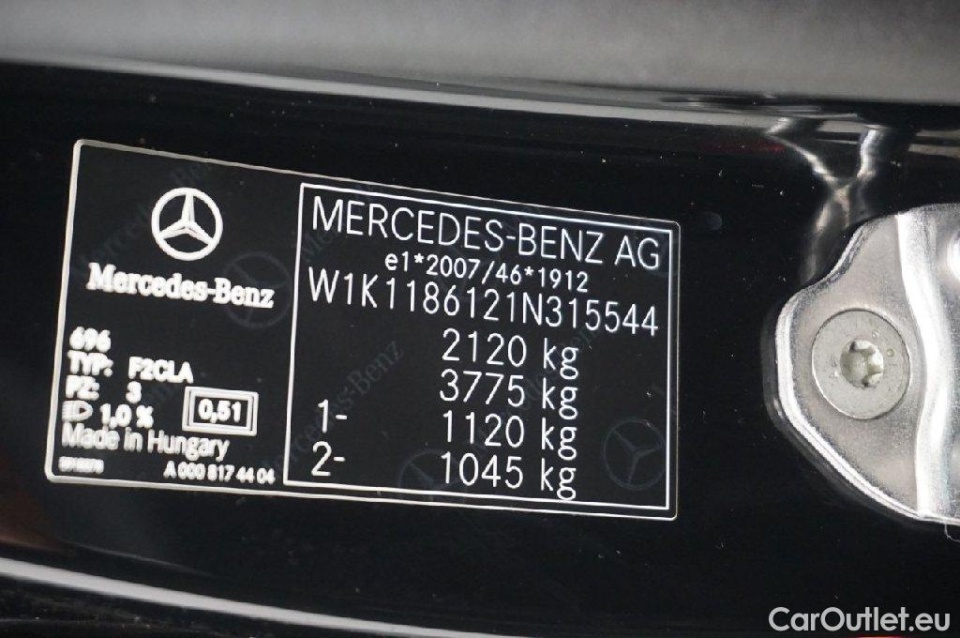 Mercedes-Benz
696
TYP: F2CLA
PZ: 3
1,0 %
0,51
Made in Hungary
A 000 817 44 04
MERCEDES-BENZ AG
e1*2007/46*1912
W1K1186121N315544
2120 kg
3775 kg
1- 1120 kg
2- 1045 kg
CarOutlet.eu